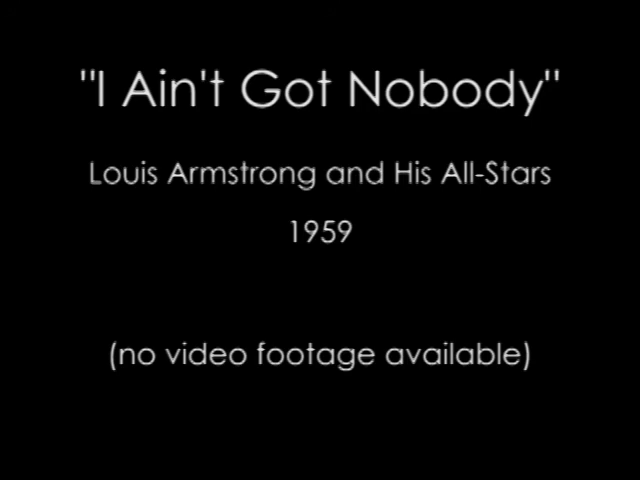 "I Ain't Got Nobody"
Louis Armstrong and His All-Stars
1959
(no video footage available)